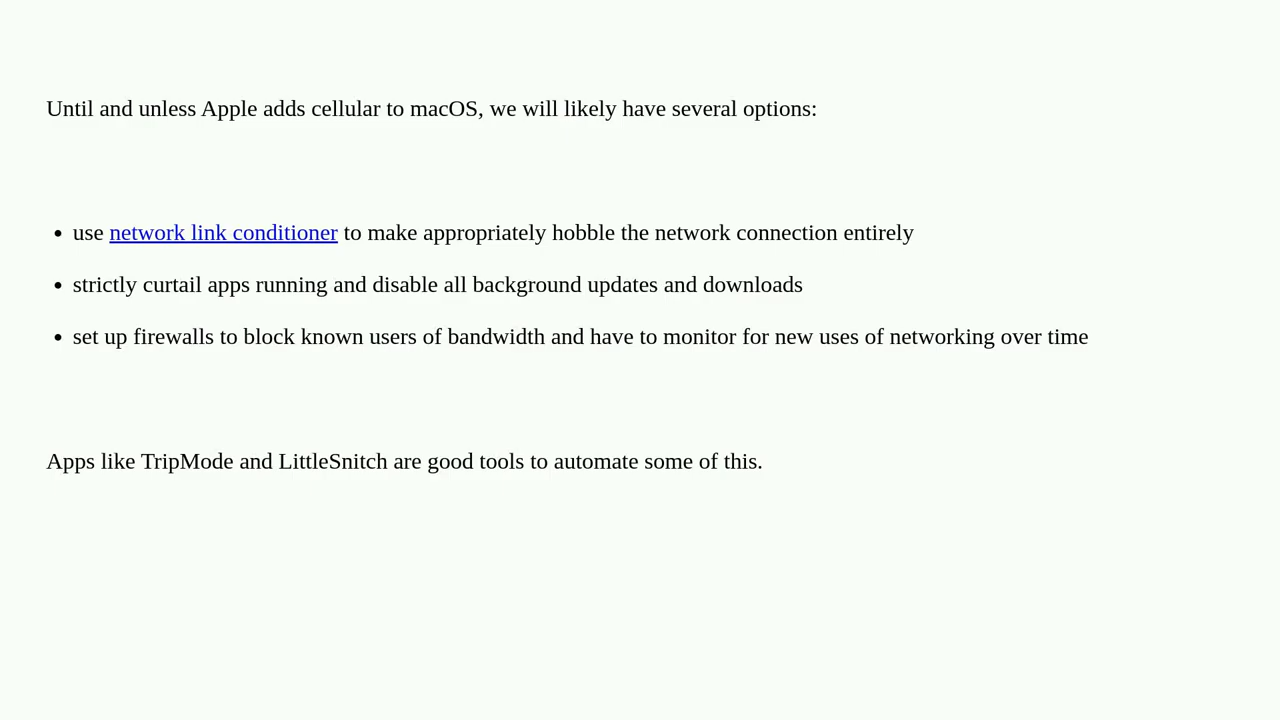 Until and unless Apple adds cellular to macOS, we will likely have several options:
• use network link conditioner to make appropriately hobble the network connection entirely
• strictly curtail apps running and disable all background updates and downloads
• set up firewalls to block known users of bandwidth and have to monitor for new uses of networking over time
Apps like TripMode and LittleSnitch are good tools to automate some of this.